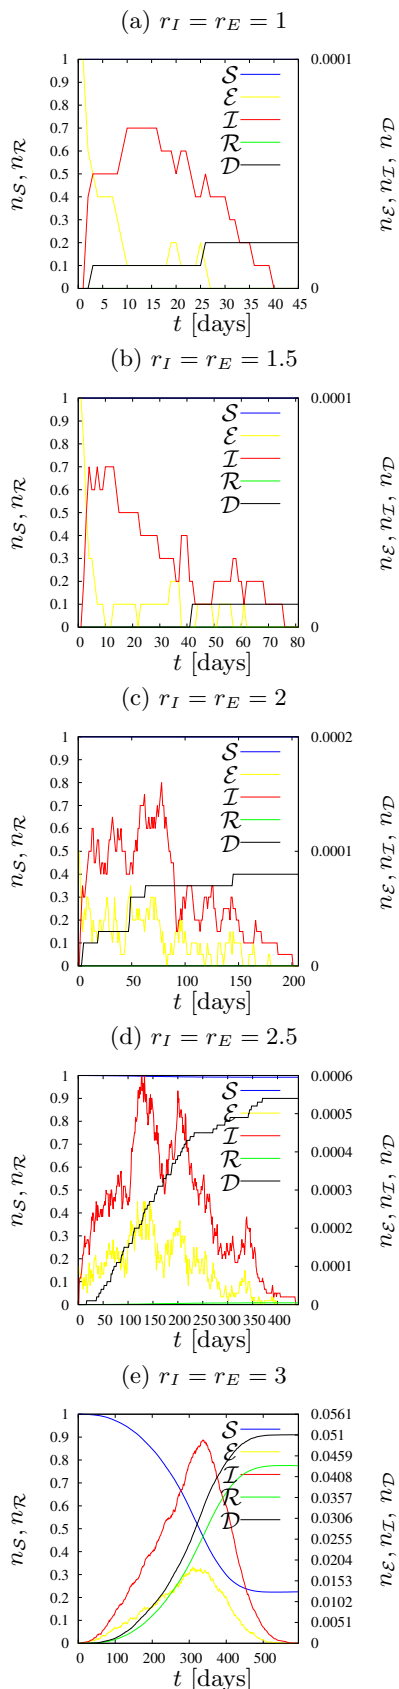 (a) r_I = r_E = 1
1
0.9
0.8
0.7
0.6
0.5
0.4
0.3
0.2
0.1
0
0 5 10 15 20 25 30 35 40 45
0.0001
0
n_S, n_R
n_E, n_I, n_D
S
E
I
R
D
t [days]
(b) r_I = r_E = 1.5
1
0.9
0.8
0.7
0.6
0.5
0.4
0.3
0.2
0.1
0
0 10 20 30 40 50 60 70 80
0.0001
0
n_S, n_R
n_E, n_I, n_D
S
E
I
R
D
t [days]
(c) r_I = r_E = 2
1
0.9
0.8
0.7
0.6
0.5
0.4
0.3
0.2
0.1
0
0 50 100 150 200
0.0002
0.0001
0
n_S, n_R
n_E, n_I, n_D
S
E
I
R
D
t [days]
(d) r_I = r_E = 2.5
1
0.9
0.8
0.7
0.6
0.5
0.4
0.3
0.2
0.1
0
0 50 100 150 200 250 300 350 400
0.0006
0.0005
0.0004
0.0003
0.0002
0.0001
0
n_S, n_R
n_E, n_I, n_D
S
E
I
R
D
t [days]
(e) r_I = r_E = 3
1
0.9
0.8
0.7
0.6
0.5
0.4
0.3
0.2
0.1
0
0 100 200 300 400 500
0.0561
0.051
0.0459
0.0408
0.0357
0.0306
0.0255
0.0204
0.0153
0.0102
0.0051
0
n_S, n_R
n_E, n_I, n_D
S
E
I
R
D
t [days]